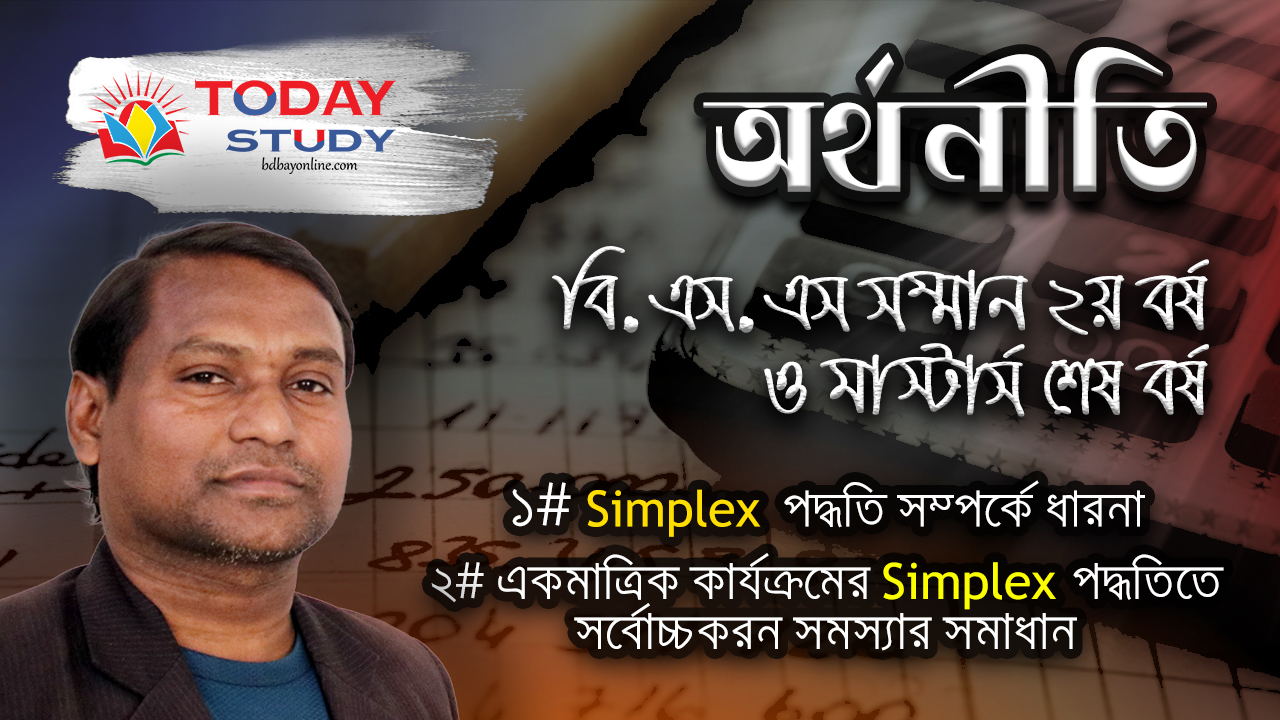 TODAY
STUDY
bdbayonline.com
অর্থনীতি
বি. এস. এস সম্মান ২য় বর্ষ
ও মাস্টার্স শেষ বর্ষ
১# Simplex পদ্ধতি সম্পর্কে ধারনা
২# একমাত্রিক কার্যক্রমের Simplex পদ্ধতিতে
সর্বোচ্চকরন সমস্যার সমাধান